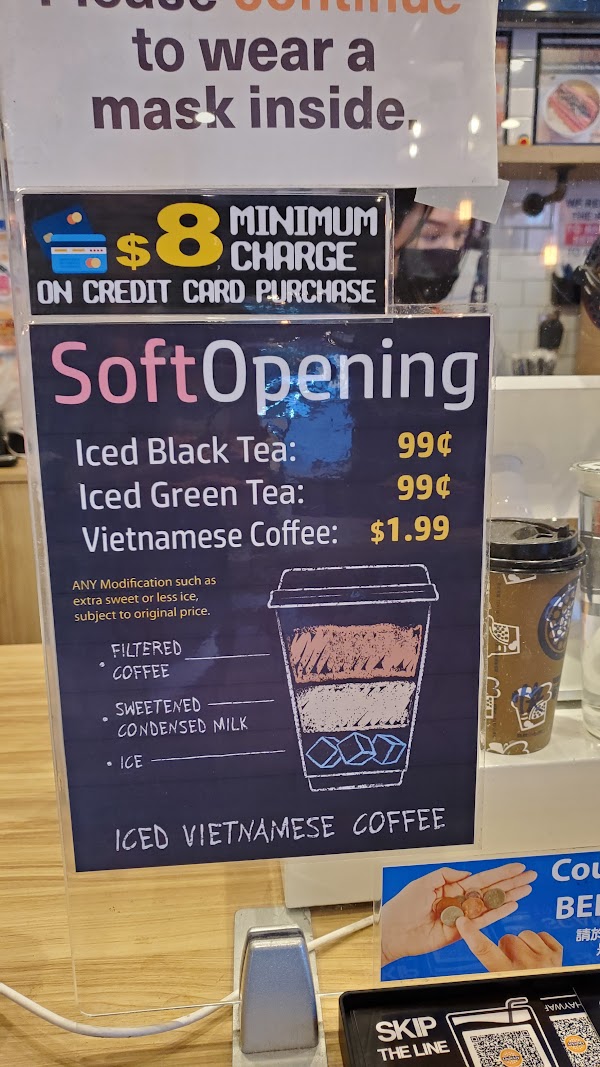 Please continue
to wear a
mask inside.
$8 MINIMUM
CHARGE
ON CREDIT CARD PURCHASE
SoftOpening
Iced Black Tea: 99¢
Iced Green Tea: 99¢
Vietnamese Coffee: $1.99
ANY Modification such as
extra sweet or less ice,
subject to original price.
• FILTERED
COFFEE
• SWEETENED
CONDENSED MILK
• ICE
ICED VIETNAMESE COFFEE
SKIP
THE LINE